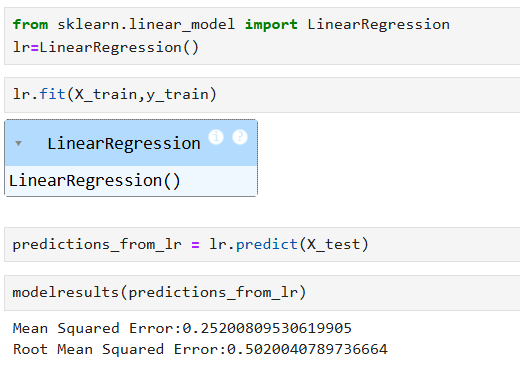 from sklearn.linear_model import LinearRegression
lr=LinearRegression()
lr.fit(X_train,y_train)
LinearRegression i ?
LinearRegression()
predictions_from_lr = lr.predict(X_test)
modelresults(predictions_from_lr)
Mean Squared Error:0.25200809530619905
Root Mean Squared Error:0.5020040789736664